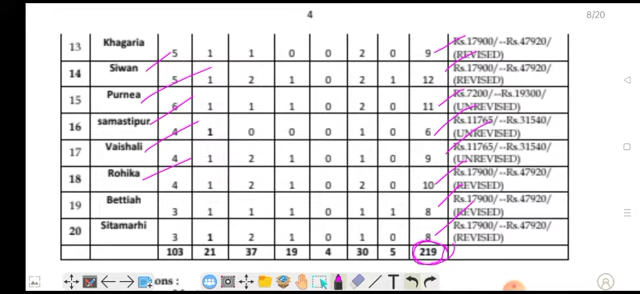 4
8/20
13 Khagaria 5 1 1 0 0 2 0 9 Rs.17900/--Rs.47920/ (REVISED)
14 Siwan 5 1 2 1 0 2 1 12 Rs.17900/--Rs.47920/ (REVISED)
15 Purnea 6 1 1 1 0 2 0 11 Rs.7200/--Rs.19300/ (UNREVISED)
16 samastipur 4 1 0 0 0 1 0 6 Rs.11765/--Rs.31540/ (UNREVISED)
17 Vaishali 4 1 2 1 0 1 0 9 Rs.11765/--Rs.31540/ (UNREVISED)
18 Rohika 4 1 2 1 0 2 0 10 Rs.17900/--Rs.47920/ (REVISED)
19 Bettiah 3 1 1 1 0 1 1 8 Rs.17900/--Rs.47920/ (REVISED)
20 Sitamarhi 3 1 2 1 0 1 0 8 Rs.17900/--Rs.47920/ (REVISED)
103 21 37 19 4 30 5 219
ons :